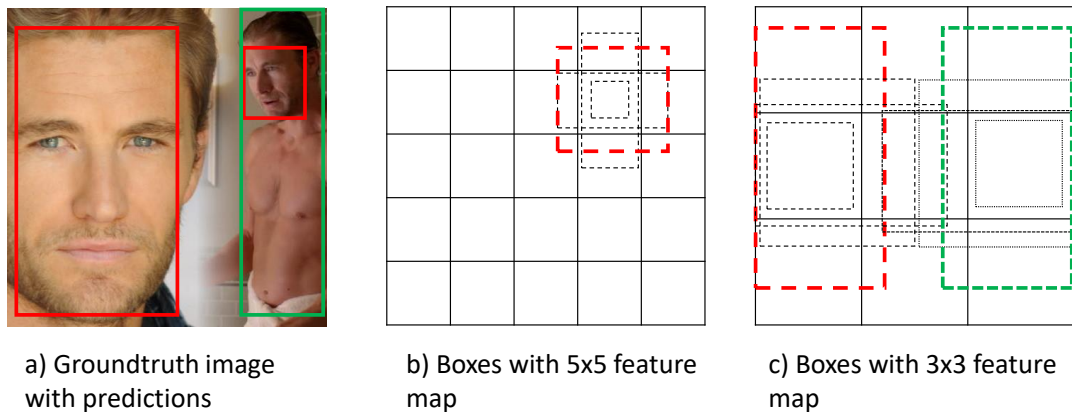 a) Groundtruth image
with predictions
b) Boxes with 5x5 feature
map
c) Boxes with 3x3 feature
map